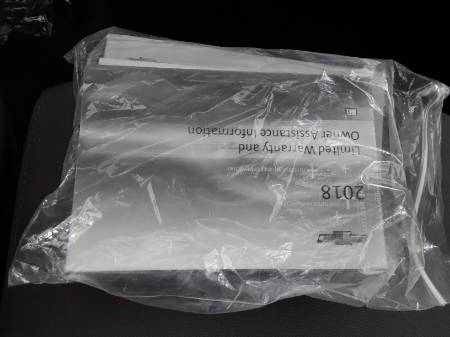 2018
Limited Warranty and
Owner Assistance Information